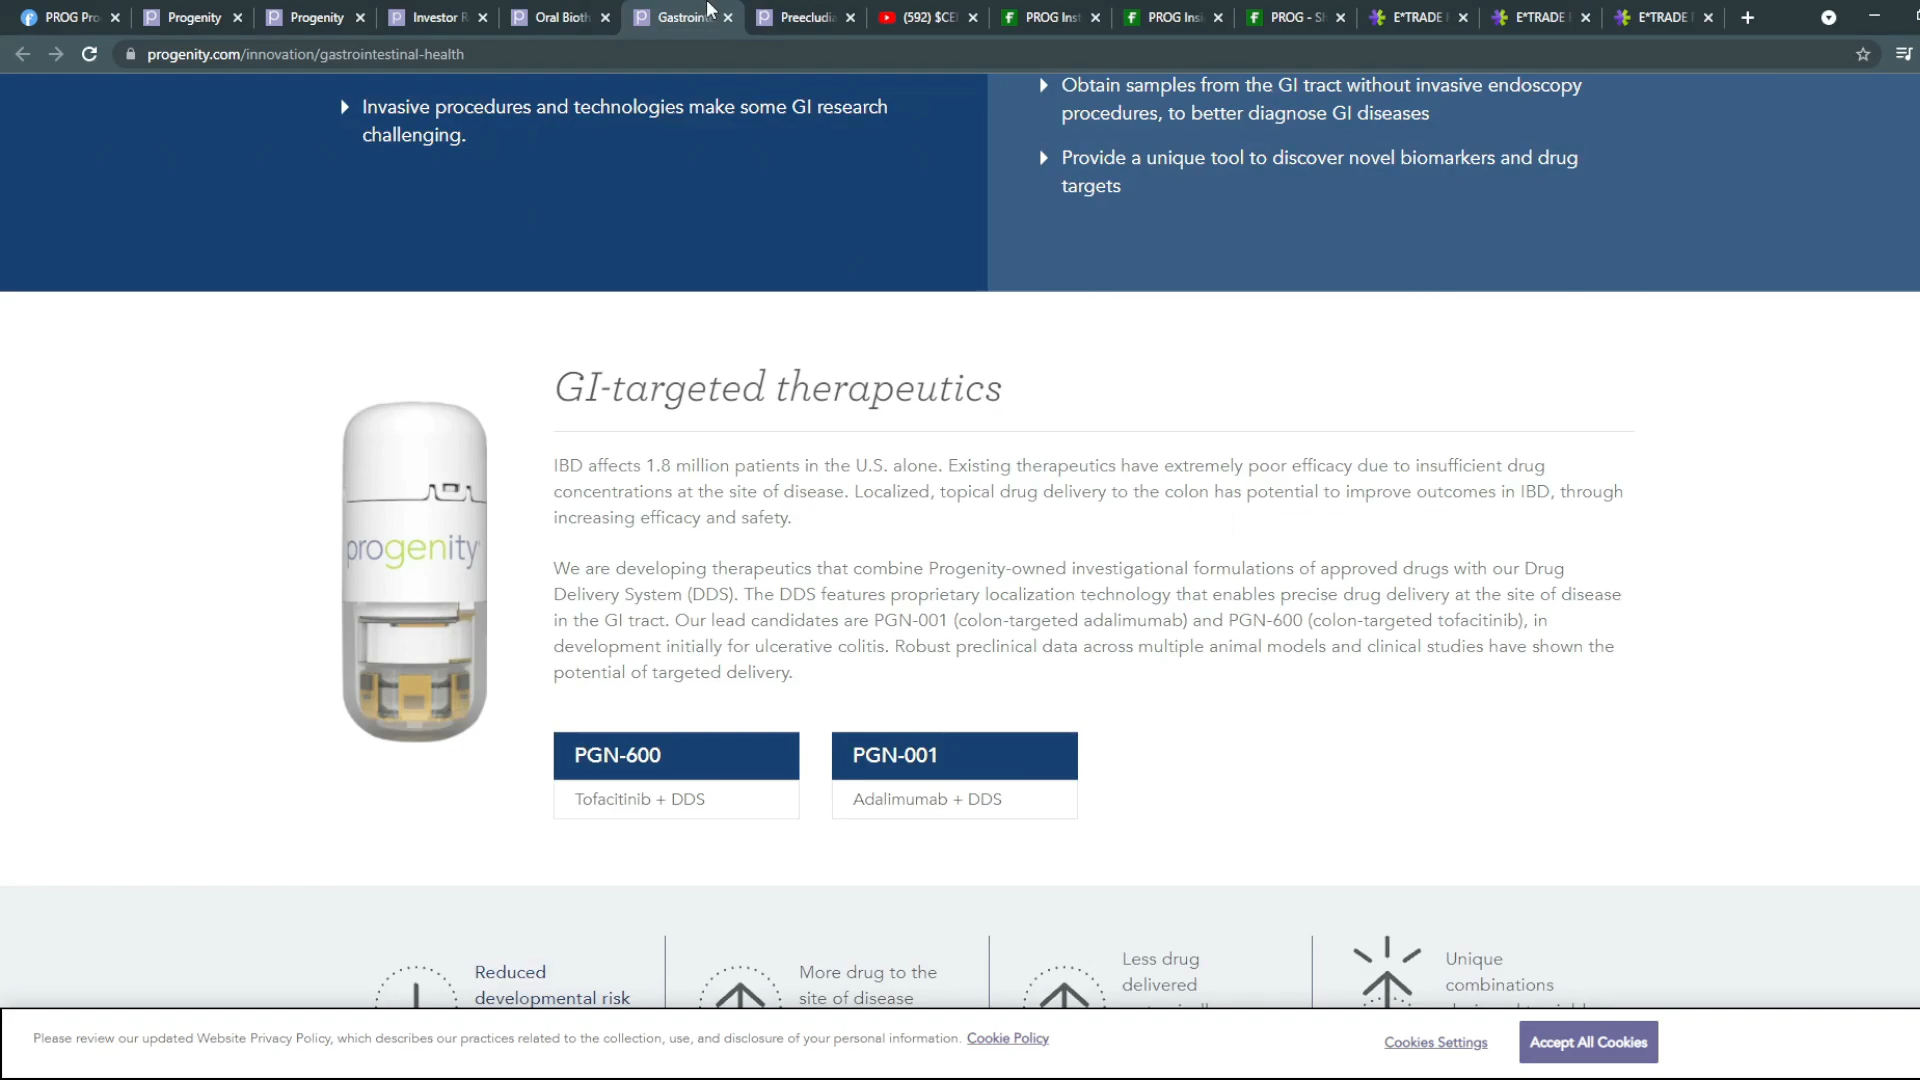 PROG Pro
Progenity
Progenity
Investor R
Oral Bioth
Gastroint
Preecludia
(592) $CEI
PROG Inst
PROG Insi
PROG - S
E*TRADE
E*TRADE
E*TRADE
progenity.com/innovation/gastrointestinal-health
Invasive procedures and technologies make some GI research
challenging.
Obtain samples from the GI tract without invasive endoscopy
procedures, to better diagnose GI diseases
Provide a unique tool to discover novel biomarkers and drug
targets
GI-targeted therapeutics
IBD affects 1.8 million patients in the U.S. alone. Existing therapeutics have extremely poor efficacy due to insufficient drug
concentrations at the site of disease. Localized, topical drug delivery to the colon has potential to improve outcomes in IBD, through
increasing efficacy and safety.
progenity
We are developing therapeutics that combine Progenity-owned investigational formulations of approved drugs with our Drug
Delivery System (DDS). The DDS features proprietary localization technology that enables precise drug delivery at the site of disease
in the GI tract. Our lead candidates are PGN-001 (colon-targeted adalimumab) and PGN-600 (colon-targeted tofacitinib), in
development initially for ulcerative colitis. Robust preclinical data across multiple animal models and clinical studies have shown the
potential of targeted delivery.
PGN-600
Tofacitinib + DDS
PGN-001
Adalimumab + DDS
Reduced
developmental risk
More drug to the
site of disease
Less drug
delivered
Unique
combinations
Please review our updated Website Privacy Policy, which describes our practices related to the collection, use, and disclosure of your personal information. Cookie Policy
Cookies Settings
Accept All Cookies